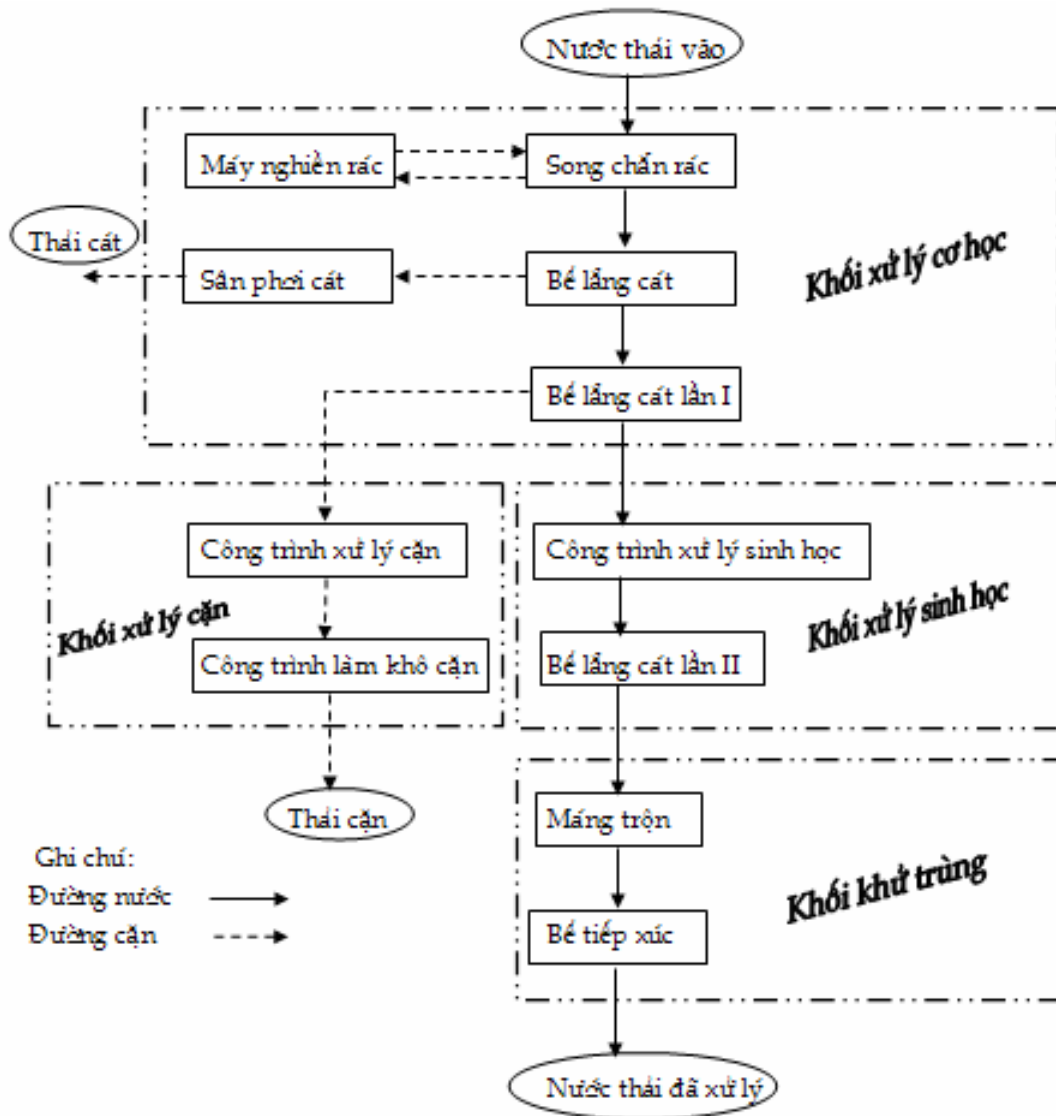 Nước thải vào
Máy nghiền rác
Song chắn rác
Thải cát
Sân phơi cát
Bể lắng cát
Khối xử lý cơ học
Bể lắng cát lần I
Công trình xử lý cặn
Công trình xử lý sinh học
Khối xử lý cặn
Khối xử lý sinh học
Công trình làm khô cặn
Bể lắng cát lần II
Thải cặn
Máng trộn
Ghi chú:
Đường nước
Đường cặn
Khối khử trùng
Bể tiếp xúc
Nước thải đã xử lý